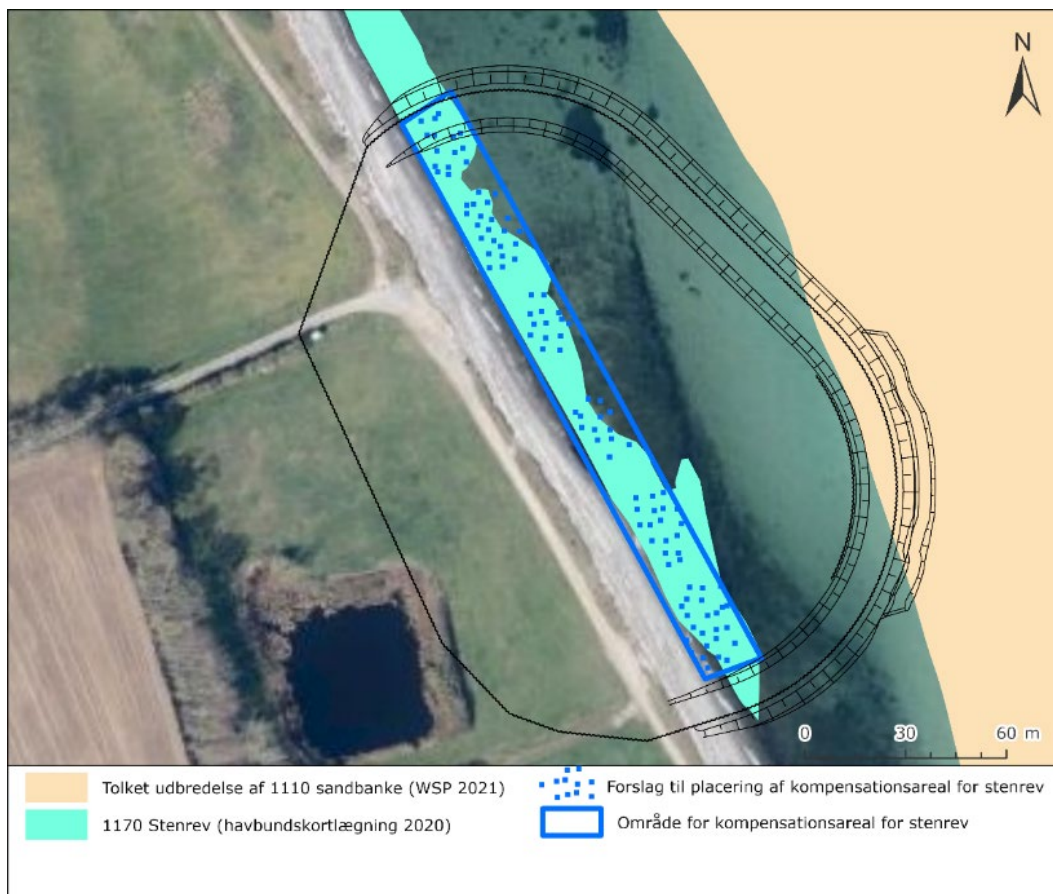 N
0 30 60 m
Tolket udbredelse af 1110 sandbanke (WSP 2021)
1170 Stenrev (havbundskortlægning 2020)
Forslag til placering af kompensationsareal for stenrev
Område for kompensationsareal for stenrev